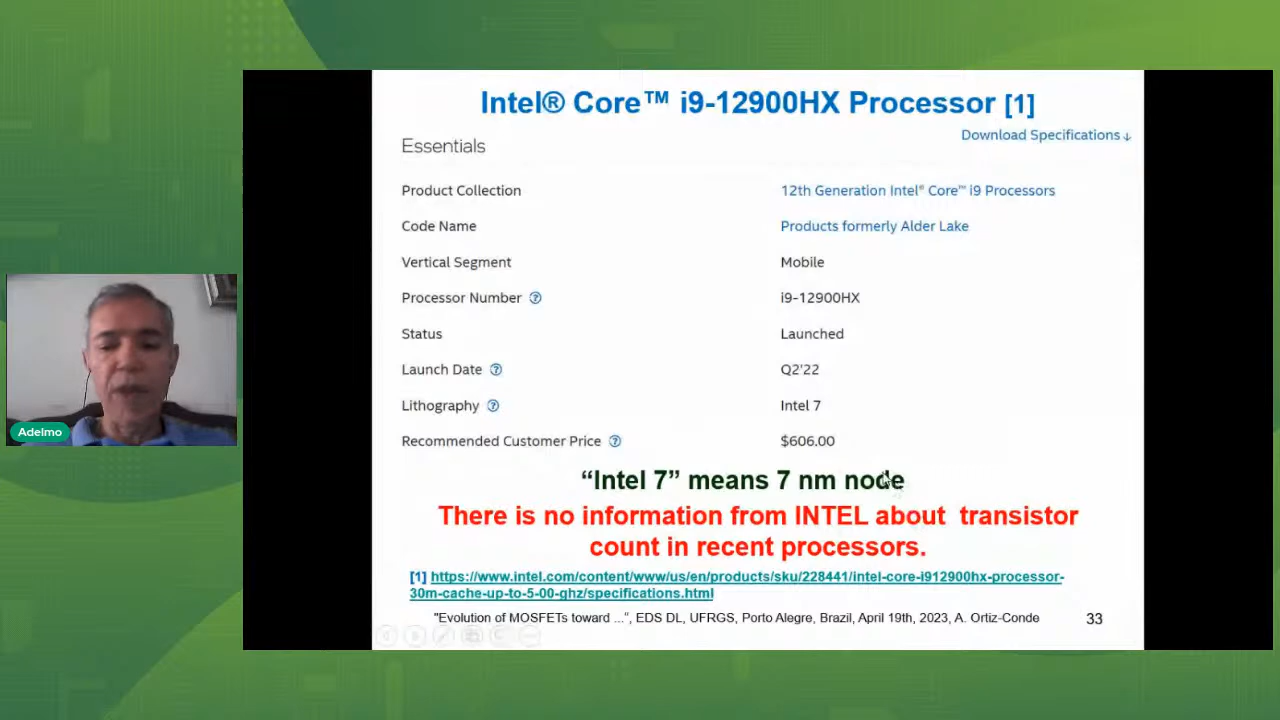 Intel® Core™ i9-12900HX Processor [1]
Essentials
Download Specifications ↓
Product Collection
12th Generation Intel® Core™ i9 Processors
Code Name
Products formerly Alder Lake
Vertical Segment
Mobile
Processor Number
i9-12900HX
Status
Launched
Launch Date
Q2'22
Lithography
Intel 7
Recommended Customer Price
$606.00
Adelmo
“Intel 7” means 7 nm node
There is no information from INTEL about transistor
count in recent processors.
[1] https://www.intel.com/content/www/us/en/products/sku/228441/intel-core-i912900hx-processor-
30m-cache-up-to-5-00-ghz/specifications.html
"Evolution of MOSFETs toward ...", EDS DL, UFRGS, Porto Alegre, Brazil, April 19th, 2023, A. Ortiz-Conde
33